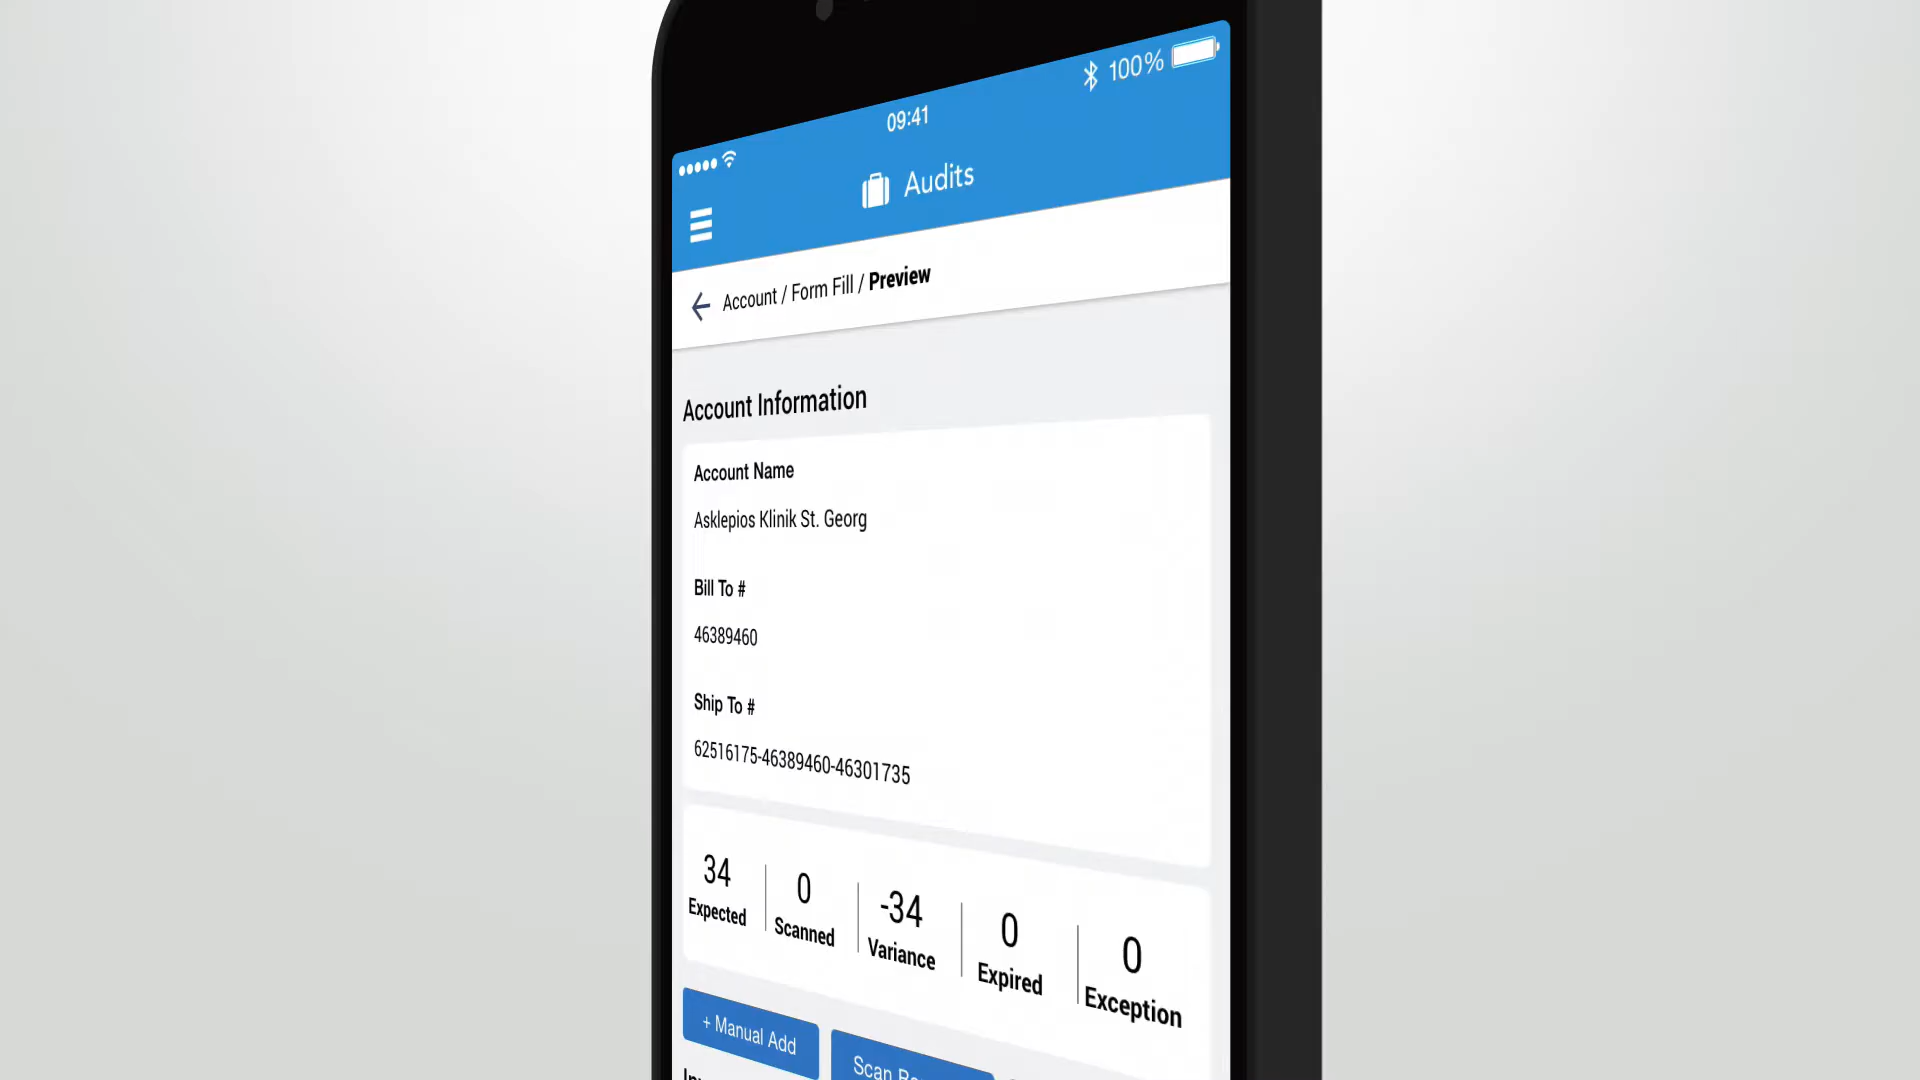 100%
09:41
Audits
Account / Form Fill / Preview
Account Information
Account Name
Asklepios Klinik St. Georg
Bill To #
46389460
Ship To #
62516175-46389460-46301735
34 0 -34 0 0
Expected Scanned Variance Expired Exception
+ Manual Add Scan